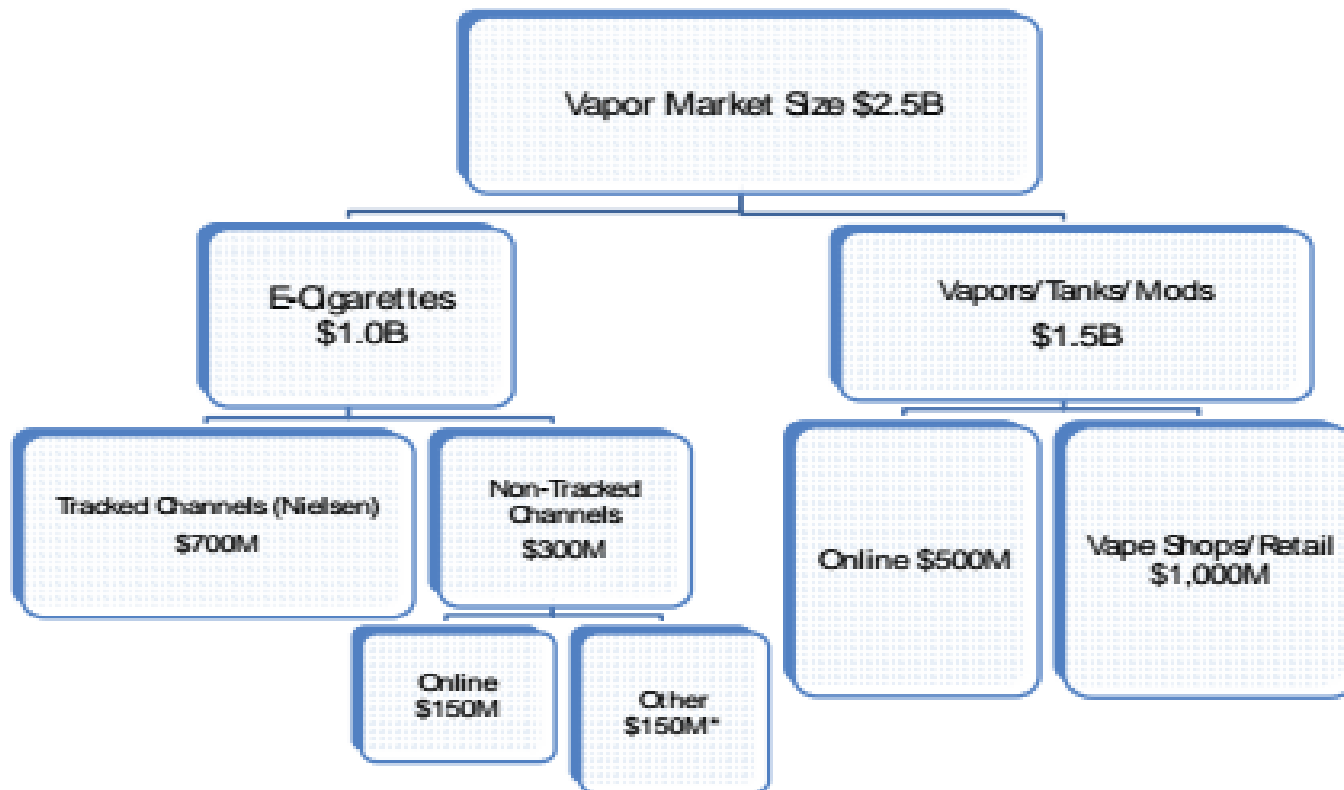 Vapor Market Size $2.5B
E-Cigarettes
$1.0B
Vapors/Tanks/Mods
$1.5B
Tracked Channels (Nielsen)
$700M
Non-Tracked
Channels
$300M
Online $500M
Vape Shops/Retail
$1,000M
Online
$150M
Other
$150M*